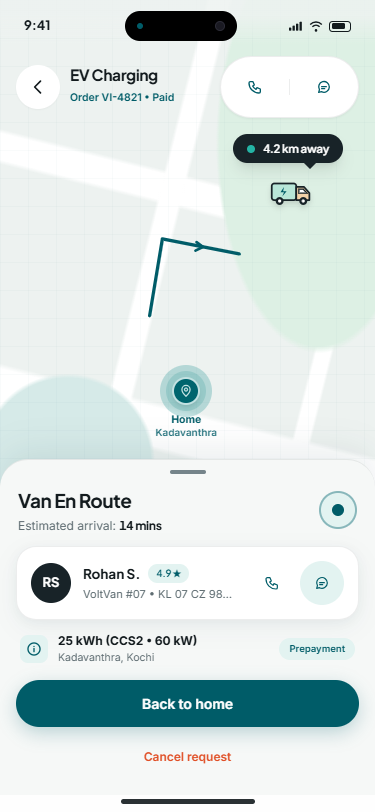 9:41
EV Charging
Order VI-4821 • Paid
4.2 km away
Home
Kadavanthra
Van En Route
Estimated arrival: 14 mins
RS
Rohan S.
4.9★
VoltVan #07 • KL 07 CZ 98...
25 kWh (CCS2 • 60 kW)
Kadavanthra, Kochi
Prepayment
Back to home
Cancel request